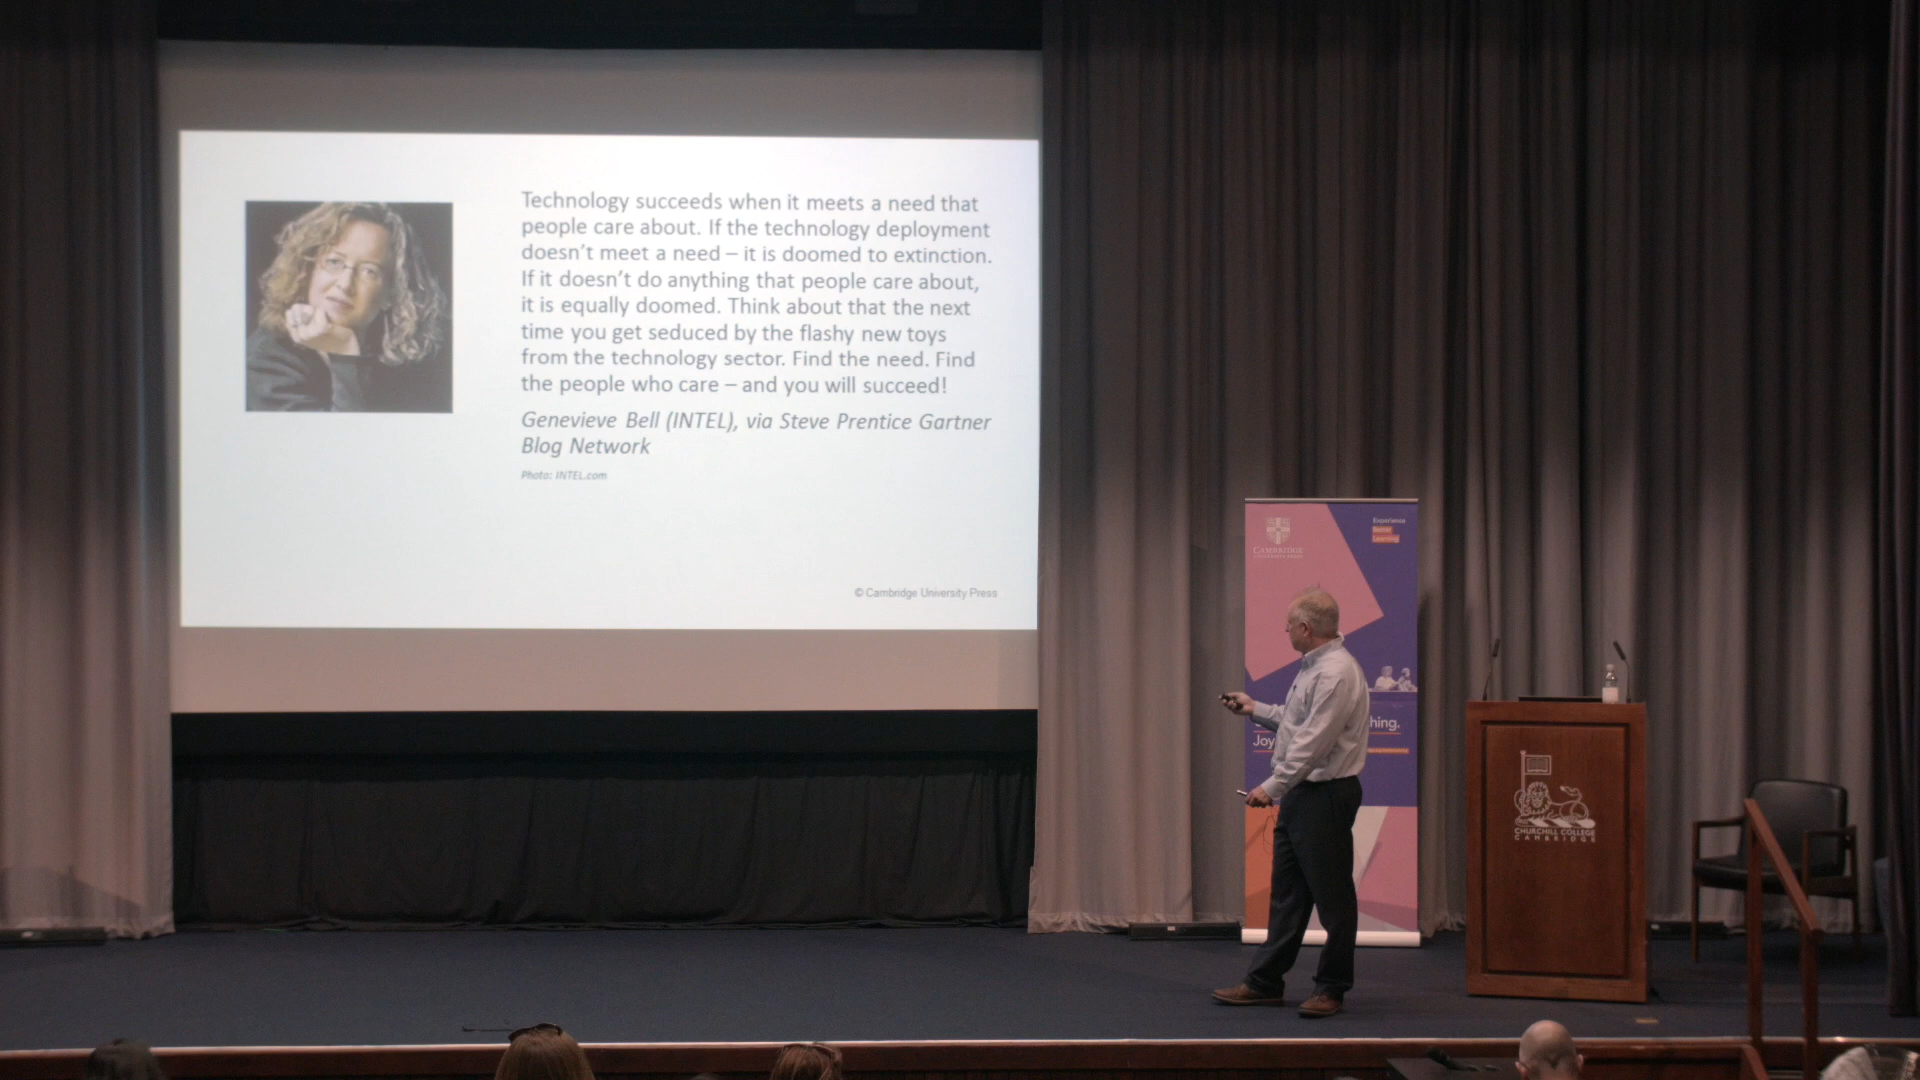 Technology succeeds when it meets a need that
people care about. If the technology deployment
doesn't meet a need – it is doomed to extinction.
If it doesn't do anything that people care about,
it is equally doomed. Think about that the next
time you get seduced by the flashy new toys
from the technology sector. Find the need. Find
the people who care – and you will succeed!
Genevieve Bell (INTEL), via Steve Prentice Gartner
Blog Network
Photo: INTEL.com
© Cambridge University Press
CAMBRIDGE
UNIVERSITY PRESS
Experience
Better
Learning
hing.
Joy
CHURCHILL COLLEGE
CAMBRIDGE